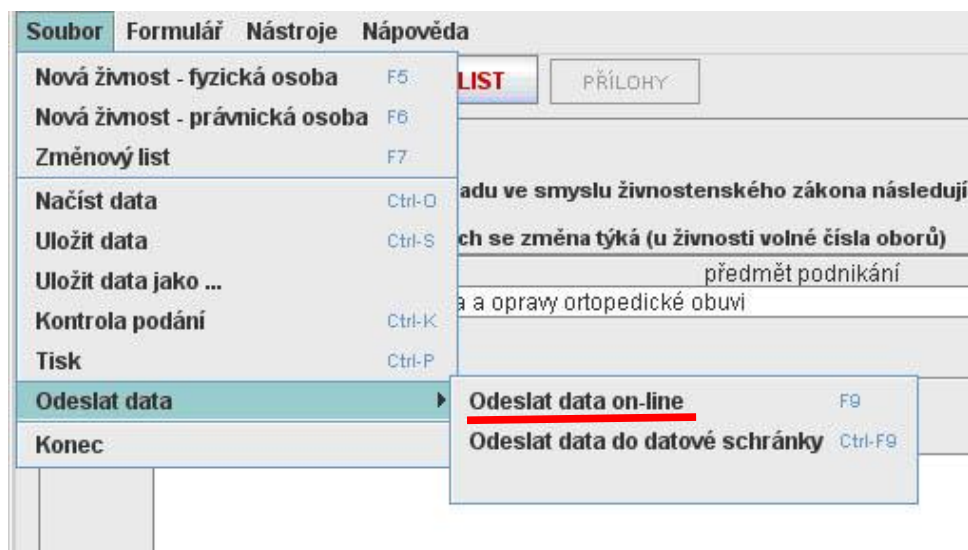 Soubor Formulář Nástroje Nápověda
LIST PŘÍLOHY
Nová živnost - fyzická osoba F5
Nová živnost - právnická osoba F6
Změnový list F7
Načíst data Ctrl-O
Uložit data Ctrl-S
Uložit data jako ...
Kontrola podání Ctrl-K
Tisk Ctrl-P
Odeslat data
Konec
adu ve smyslu živnostenského zákona následují
ch se změna týká (u živnosti volné čísla oborů)
předmět podnikání
a a opravy ortopedické obuvi
Odeslat data on-line F9
Odeslat data do datové schránky Ctrl-F9